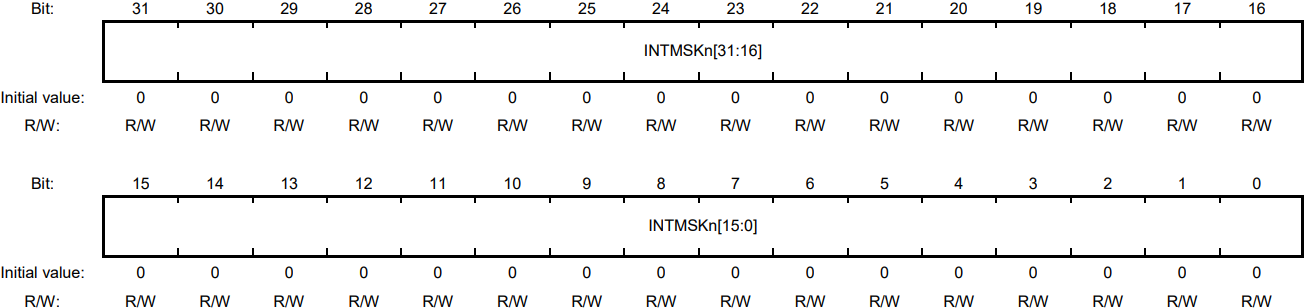 Bit: 31 30 29 28 27 26 25 24 23 22 21 20 19 18 17 16
INTMSKn[31:16]
Initial value: 0 0 0 0 0 0 0 0 0 0 0 0 0 0 0 0
R/W: R/W R/W R/W R/W R/W R/W R/W R/W R/W R/W R/W R/W R/W R/W R/W R/W
Bit: 15 14 13 12 11 10 9 8 7 6 5 4 3 2 1 0
INTMSKn[15:0]
Initial value: 0 0 0 0 0 0 0 0 0 0 0 0 0 0 0 0
R/W: R/W R/W R/W R/W R/W R/W R/W R/W R/W R/W R/W R/W R/W R/W R/W R/W